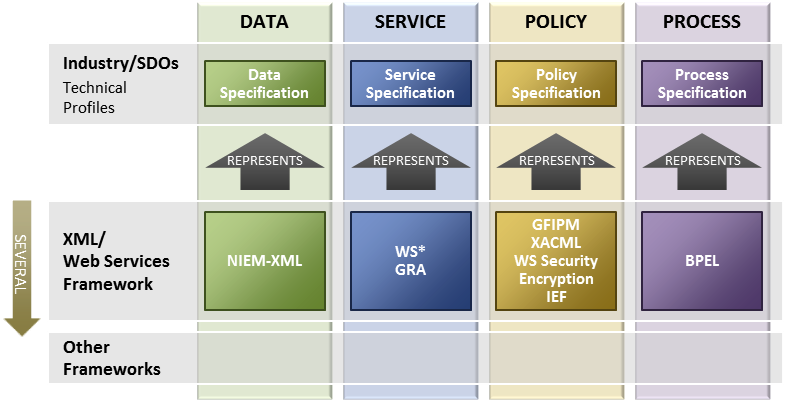 DATA
SERVICE
POLICY
PROCESS
Industry/SDOs
Technical
Profiles
Data
Specification
Service
Specification
Policy
Specification
Process
Specification
REPRESENTS
REPRESENTS
REPRESENTS
REPRESENTS
SEVERAL
XML/
Web Services
Framework
NIEM-XML
WS*
GRA
GFIPM
XACML
WS Security
Encryption
IEF
BPEL
Other
Frameworks